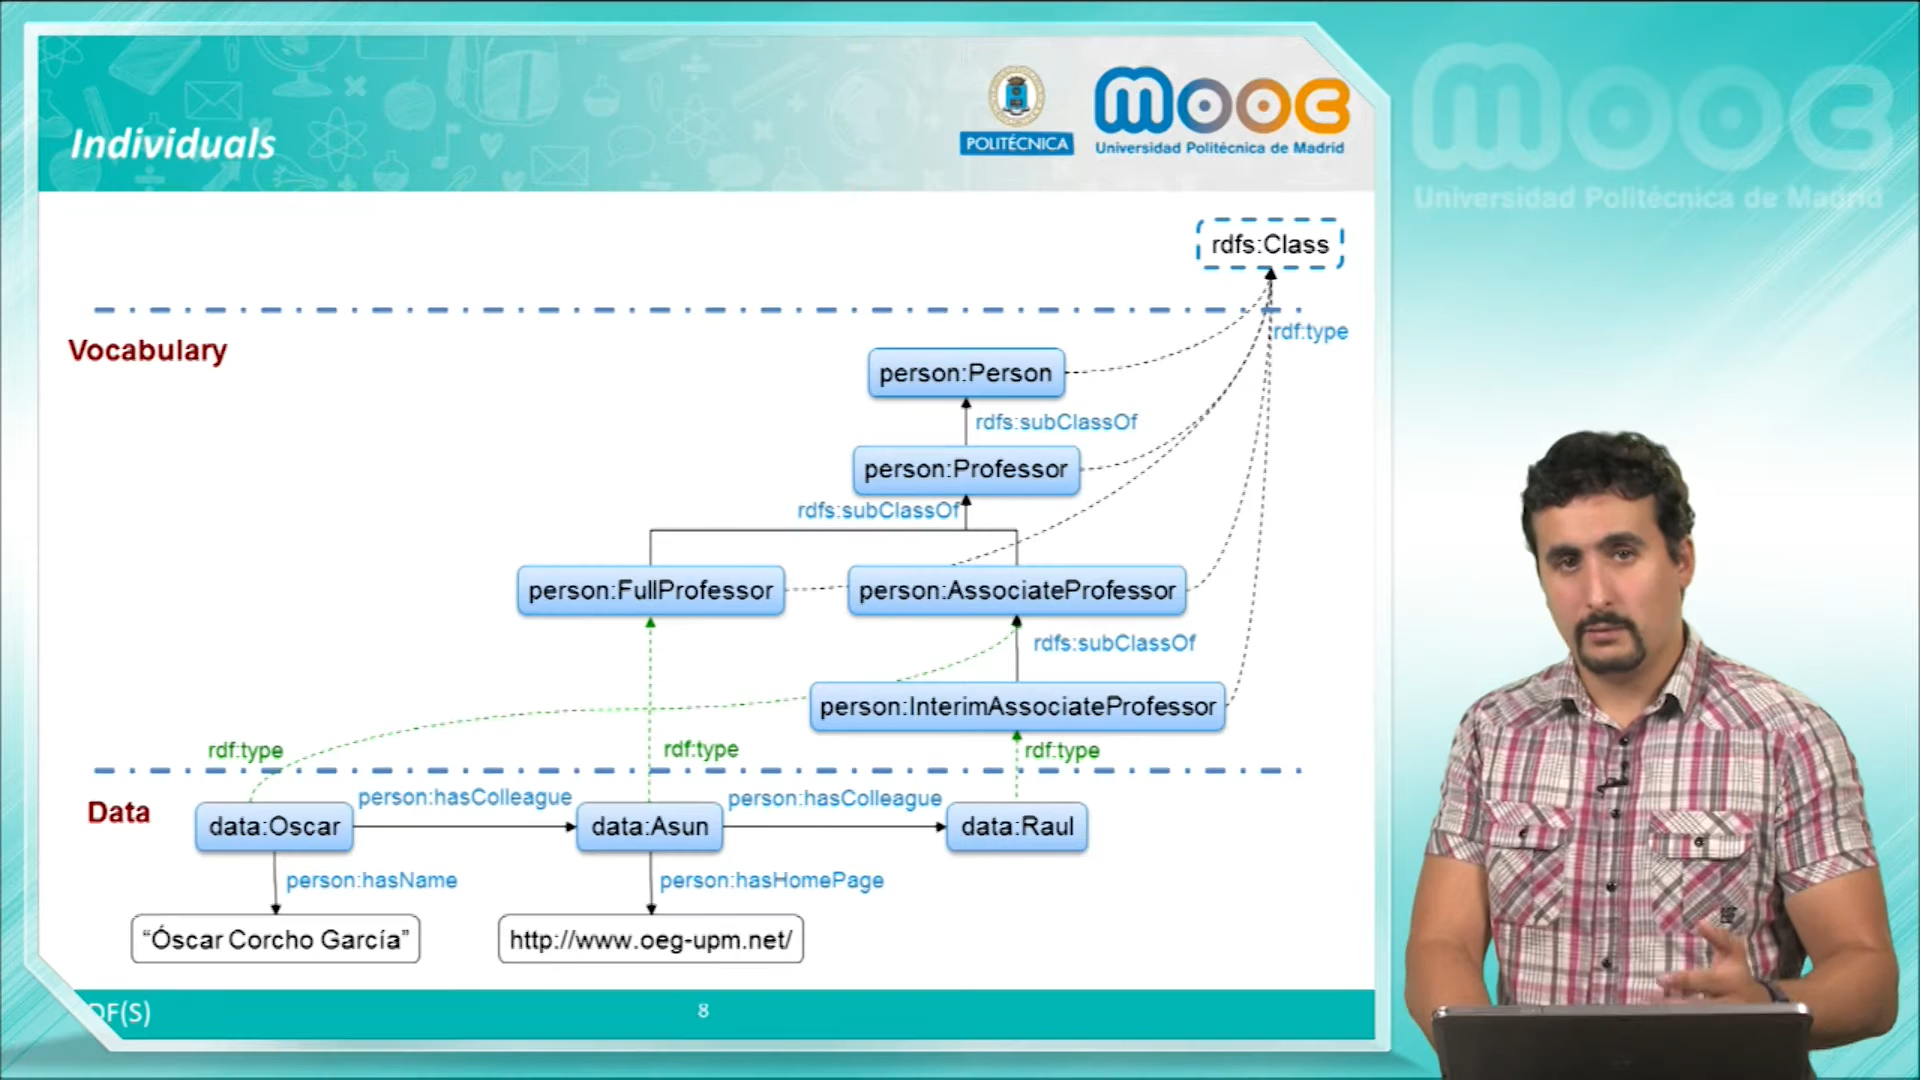 Individuals
POLITÉCNICA
mooc
Universidad Politécnica de Madrid
mooc
Universidad Politécnica de Madrid
rdfs:Class
rdf:type
Vocabulary
person:Person
rdfs:subClassOf
person:Professor
rdfs:subClassOf
person:FullProfessor
person:AssociateProfessor
rdfs:subClassOf
person:InterimAssociateProfessor
rdf:type
rdf:type
rdf:type
Data
person:hasColleague
person:hasColleague
data:Oscar
data:Asun
data:Raul
person:hasName
person:hasHomePage
“Óscar Corcho García”
http://www.oeg-upm.net/
DF(S)
8